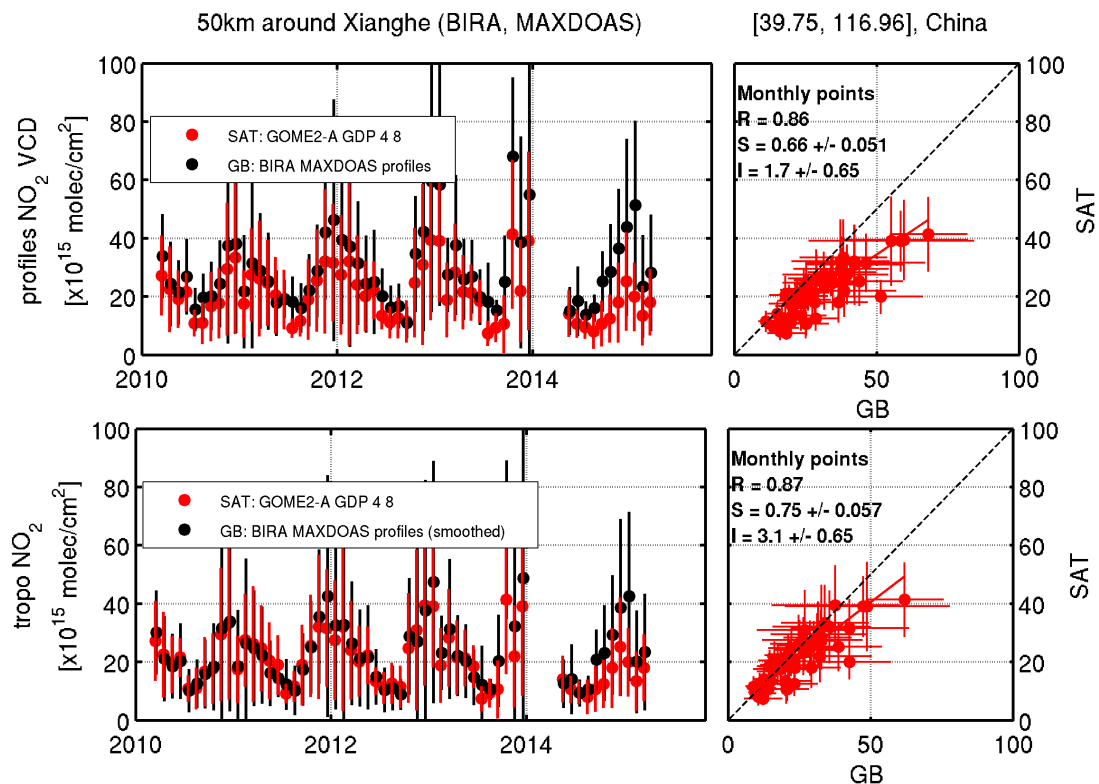 50km around Xianghe (BIRA, MAXDOAS)
[39.75, 116.96], China
profiles NO2 VCD
[x10^15 molec/cm^2]
100
80
60
40
20
0
2010
2012
2014
SAT: GOME2-A GDP 4 8
GB: BIRA MAXDOAS profiles
Monthly points
R = 0.86
S = 0.66 +/- 0.051
I = 1.7 +/- 0.65
100
80
60
40
20
0
SAT
0
50
100
GB
tropo NO2
[x10^15 molec/cm^2]
100
80
60
40
20
0
2010
2012
2014
SAT: GOME2-A GDP 4 8
GB: BIRA MAXDOAS profiles (smoothed)
Monthly points
R = 0.87
S = 0.75 +/- 0.057
I = 3.1 +/- 0.65
100
80
60
40
20
0
SAT
0
50
100
GB